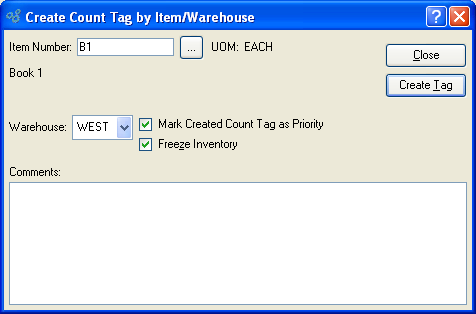 Create Count Tag by Item/Warehouse
Item Number: B1 ... UOM: EACH
Close
Book 1
Create Tag
Warehouse: WEST Mark Created Count Tag as Priority
Freeze Inventory
Comments: